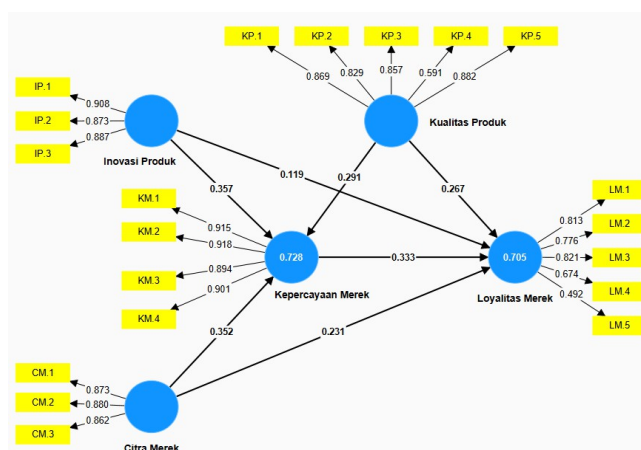 KP.1
KP.2
KP.3
KP.4
KP.5
0.869
0.829
0.857
0.591
0.882
Kualitas Produk
IP.1
IP.2
IP.3
0.908
0.873
0.887
Inovasi Produk
0.119
0.291
0.267
0.357
KM.1
KM.2
KM.3
KM.4
0.915
0.918
0.894
0.901
0.728
Kepercayaan Merek
0.333
0.705
Loyalitas Merek
LM.1
LM.2
LM.3
LM.4
LM.5
0.813
0.776
0.821
0.674
0.492
0.352
0.231
CM.1
CM.2
CM.3
0.873
0.880
0.862
Citra Merek